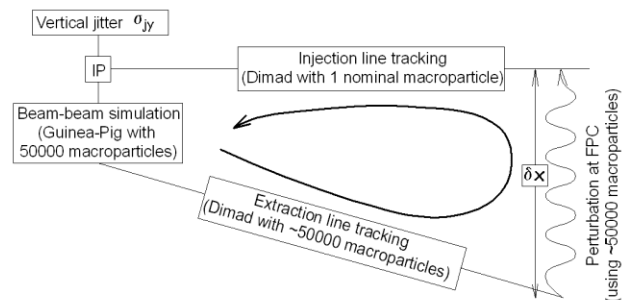 Vertical jitter σjy
IP
Injection line tracking
(Dimad with 1 nominal macroparticle)
Beam-beam simulation
(Guinea-Pig with
50000 macroparticles)
δx
Extraction line tracking
(Dimad with ~50000 macroparticles)
Perturbation at FPC
(using ~50000 macroparticles)